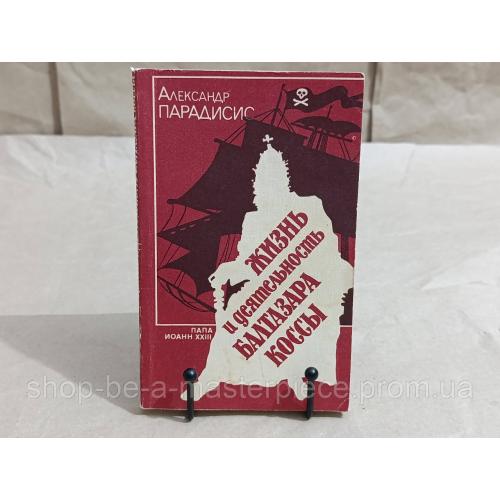 АЛЕКСАНДР
ПАРАДИСИС
ЖИЗНЬ
и деятельность
БАЛТАЗАРА
КОССЫ
ПАПА
ИОАНН XXIII
shop-be-a-masterpiece.prom.ua